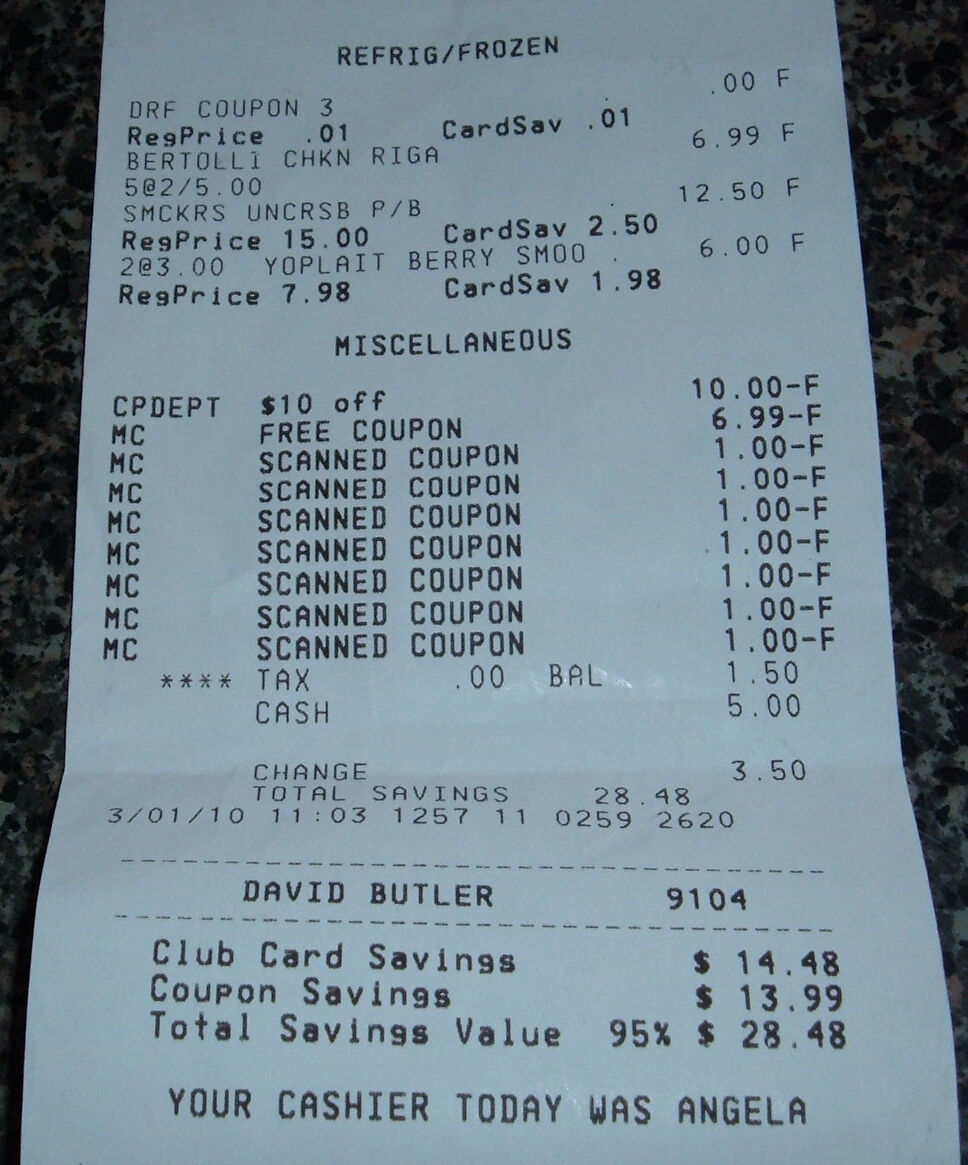 REFRIG/FROZEN
DRF COUPON 3 .00 F
RegPrice .01 CardSav .01
BERTOLLI CHKN RIGA 6.99 F
5@2/5.00
SMCKRS UNCRSB P/B 12.50 F
RegPrice 15.00 CardSav 2.50
2@3.00 YOPLAIT BERRY SMOO 6.00 F
RegPrice 7.98 CardSav 1.98
MISCELLANEOUS
CPDEPT $10 off 10.00-F
MC FREE COUPON 6.99-F
MC SCANNED COUPON 1.00-F
MC SCANNED COUPON 1.00-F
MC SCANNED COUPON 1.00-F
MC SCANNED COUPON 1.00-F
MC SCANNED COUPON 1.00-F
MC SCANNED COUPON 1.00-F
MC SCANNED COUPON 1.00-F
**** TAX .00 BAL 1.50
CASH 5.00
CHANGE 3.50
TOTAL SAVINGS 28.48
3/01/10 11:03 1257 11 0259 2620
DAVID BUTLER 9104
Club Card Savings $ 14.48
Coupon Savings $ 13.99
Total Savings Value 95% $ 28.48
YOUR CASHIER TODAY WAS ANGELA